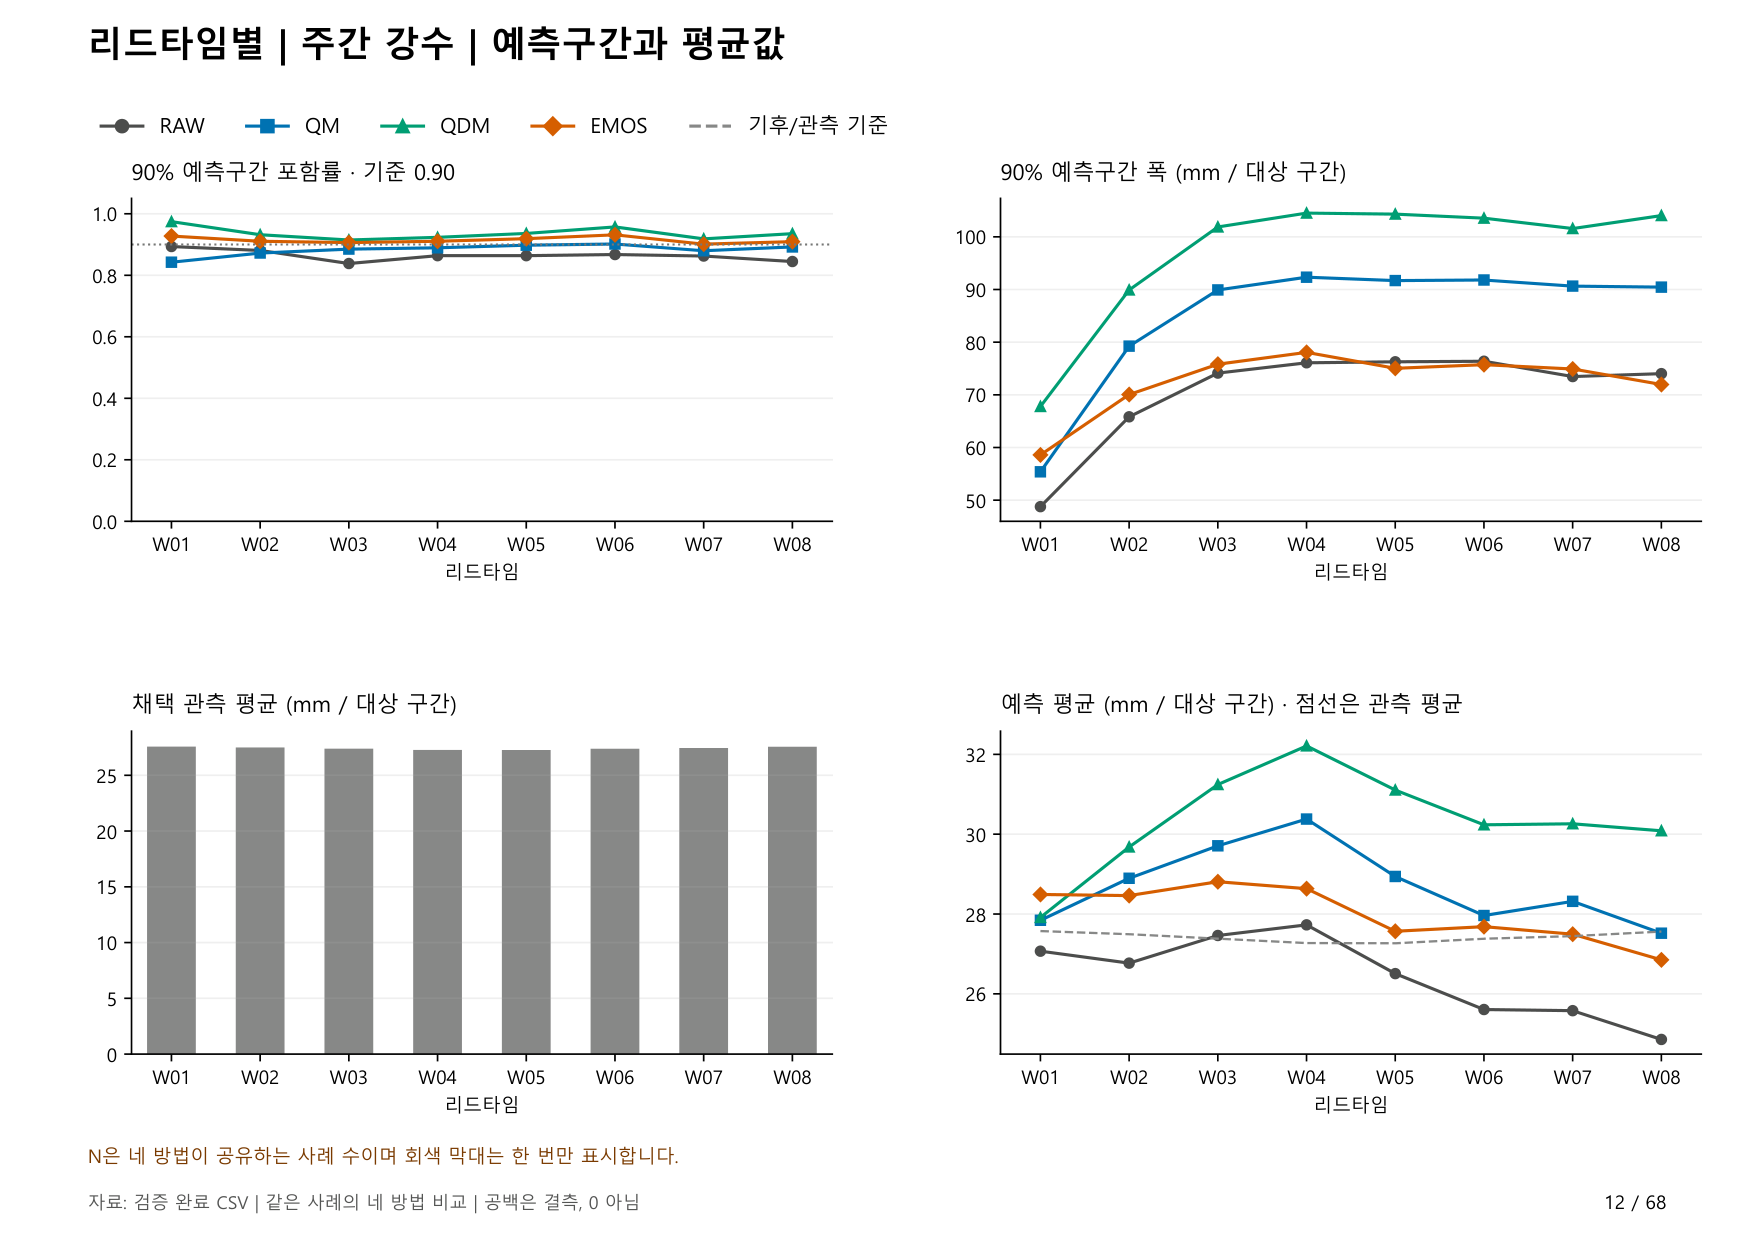 리드타임별 | 주간 강수 | 예측구간과 평균값
RAW QM QDM EMOS 기후/관측 기준
90% 예측구간 포함률 · 기준 0.90
1.0
0.8
0.6
0.4
0.2
0.0
W01 W02 W03 W04 W05 W06 W07 W08
리드타임
90% 예측구간 폭 (mm / 대상 구간)
100
90
80
70
60
50
W01 W02 W03 W04 W05 W06 W07 W08
리드타임
채택 관측 평균 (mm / 대상 구간)
25
20
15
10
5
0
W01 W02 W03 W04 W05 W06 W07 W08
리드타임
예측 평균 (mm / 대상 구간) · 점선은 관측 평균
32
30
28
26
W01 W02 W03 W04 W05 W06 W07 W08
리드타임
N은 네 방법이 공유하는 사례 수이며 회색 막대는 한 번만 표시합니다.
자료: 검증 완료 CSV | 같은 사례의 네 방법 비교 | 공백은 결측, 0 아님
12 / 68